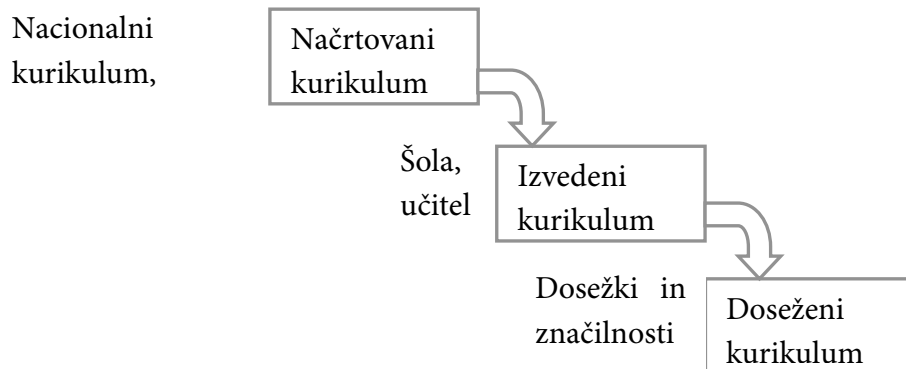 Nacionalni
kurikulum,
Načrtovani
kurikulum
Šola,
učitel
Izvedeni
kurikulum
Dosežki in
značilnosti
Doseženi
kurikulum